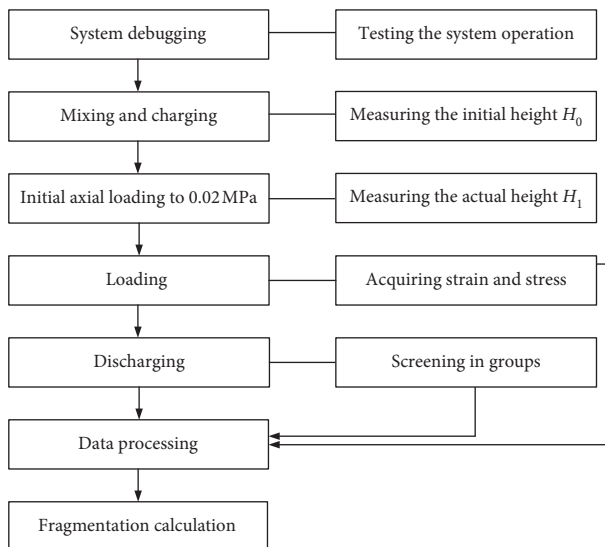 System debugging
Testing the system operation
Mixing and charging
Measuring the initial height H₀
Initial axial loading to 0.02 MPa
Measuring the actual height H₁
Loading
Acquiring strain and stress
Discharging
Screening in groups
Data processing
Fragmentation calculation